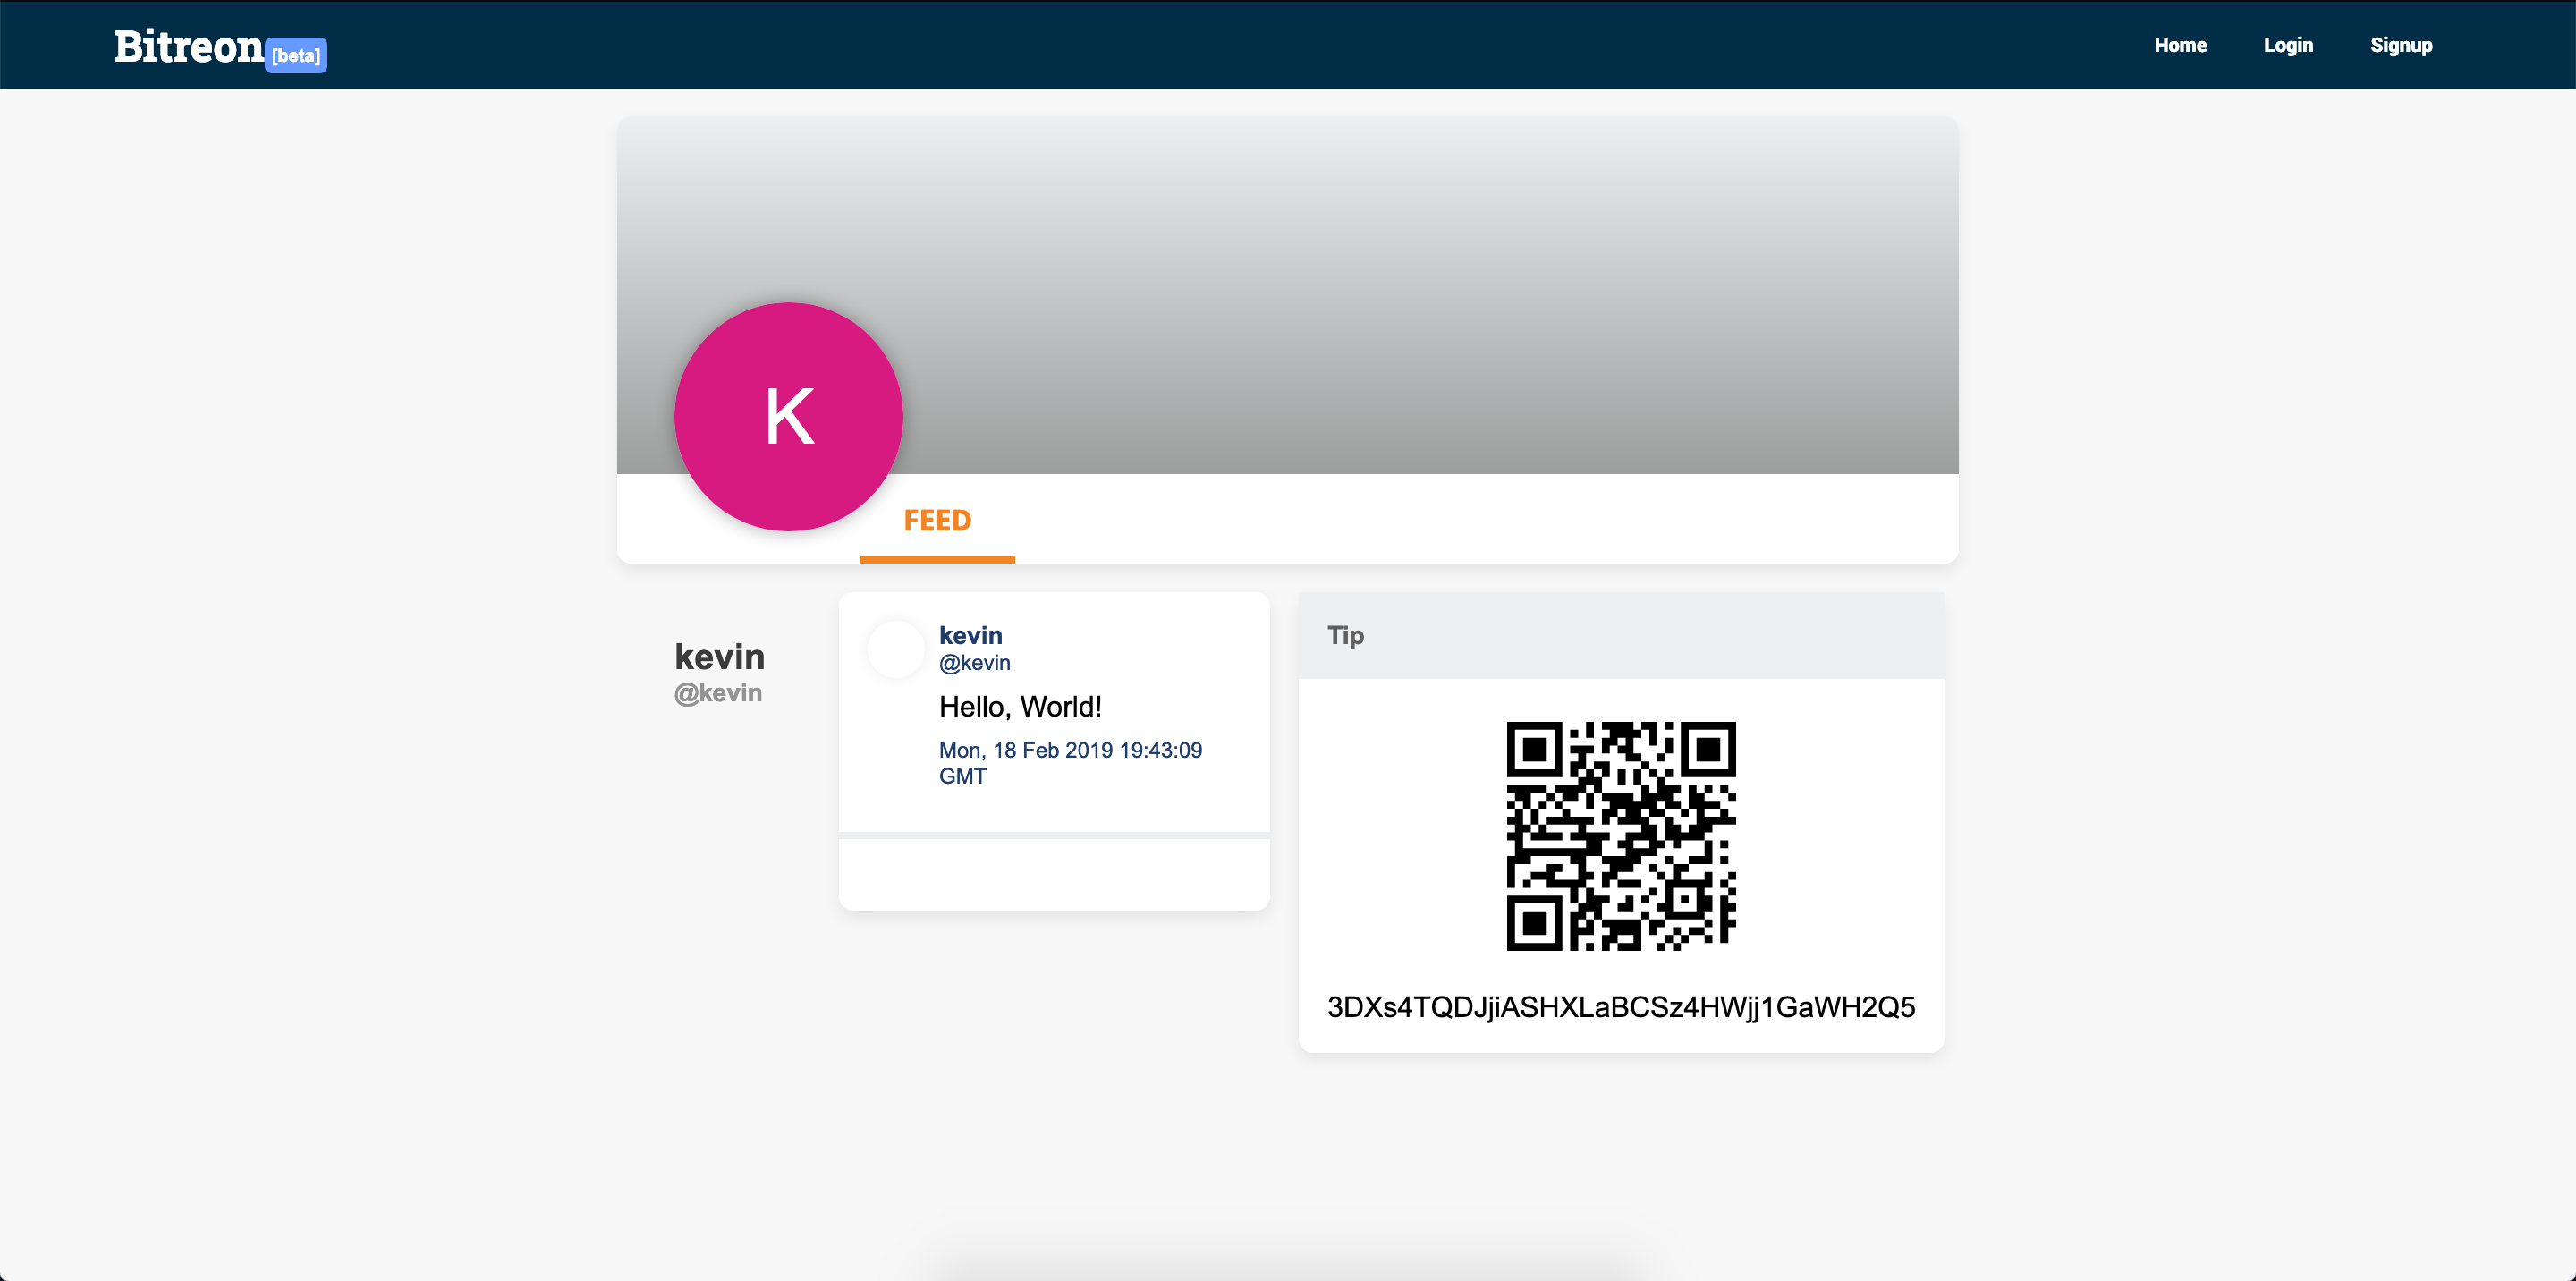 Bitreon [beta]
Home Login Signup
K
FEED
kevin
@kevin
kevin
@kevin
Hello, World!
Mon, 18 Feb 2019 19:43:09
GMT
Tip
3DXs4TQDJjiASHXLaBCSz4HWjj1GaWH2Q5